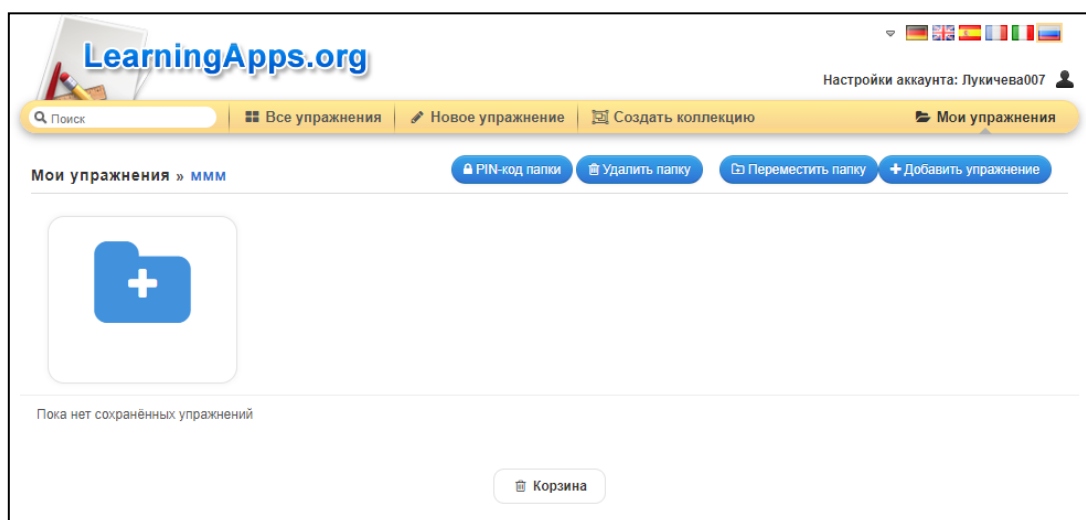 LearningApps.org
Настройки аккаунта: Лукичева007
Поиск
Все упражнения
Новое упражнение
Создать коллекцию
Мои упражнения
Мои упражнения » ммм
PIN-код папки
Удалить папку
Переместить папку
Добавить упражнение
Пока нет сохранённых упражнений
Корзина